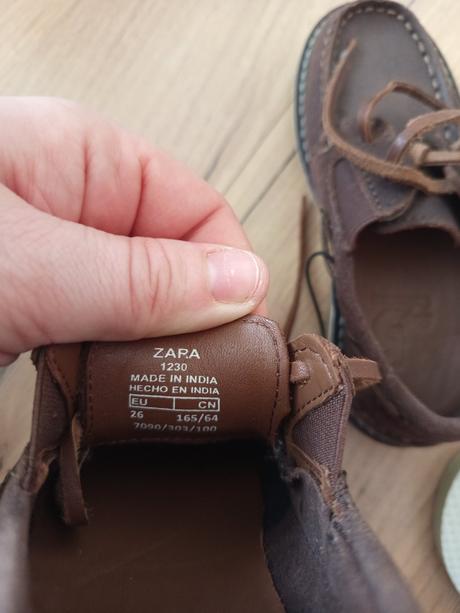 ZARA
1230
MADE IN INDIA
HECHO EN INDIA
EU CN
26 165/64
7090/303/100